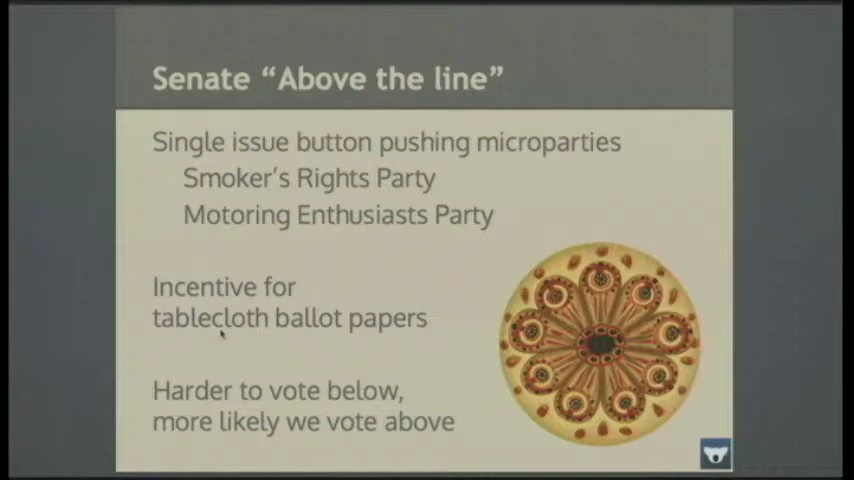 Senate “Above the line”
Single issue button pushing microparties
Smoker’s Rights Party
Motoring Enthusiasts Party
Incentive for
tablecloth ballot papers
Harder to vote below,
more likely we vote above